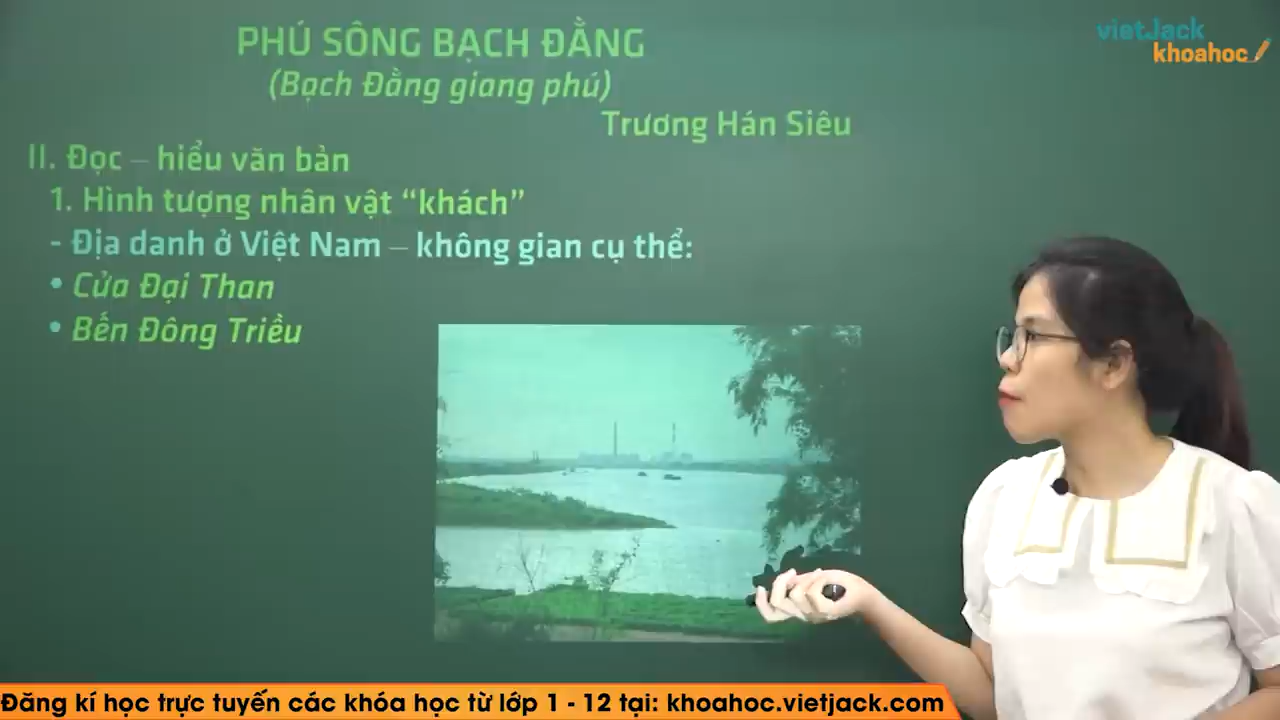 vietJack
khoahoc
PHÚ SÔNG BẠCH ĐẰNG
(Bạch Đằng giang phú)
Trương Hán Siêu
II. Đọc – hiểu văn bản
1. Hình tượng nhân vật “khách”
- Địa danh ở Việt Nam – không gian cụ thể:
• Cửa Đại Than
• Bến Đông Triều
Đăng kí học trực tuyến các khóa học từ lớp 1 - 12 tại: khoahoc.vietjack.com